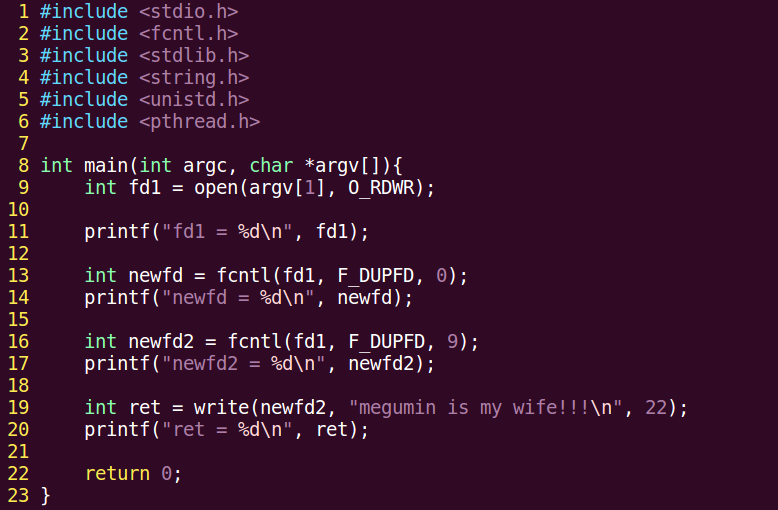 1 #include <stdio.h>
2 #include <fcntl.h>
3 #include <stdlib.h>
4 #include <string.h>
5 #include <unistd.h>
6 #include <pthread.h>
7
8 int main(int argc, char *argv[]){
9     int fd1 = open(argv[1], O_RDWR);
10
11     printf("fd1 = %d\n", fd1);
12
13     int newfd = fcntl(fd1, F_DUPFD, 0);
14     printf("newfd = %d\n", newfd);
15
16     int newfd2 = fcntl(fd1, F_DUPFD, 9);
17     printf("newfd2 = %d\n", newfd2);
18
19     int ret = write(newfd2, "megumin is my wife!!!\n", 22);
20     printf("ret = %d\n", ret);
21
22     return 0;
23 }